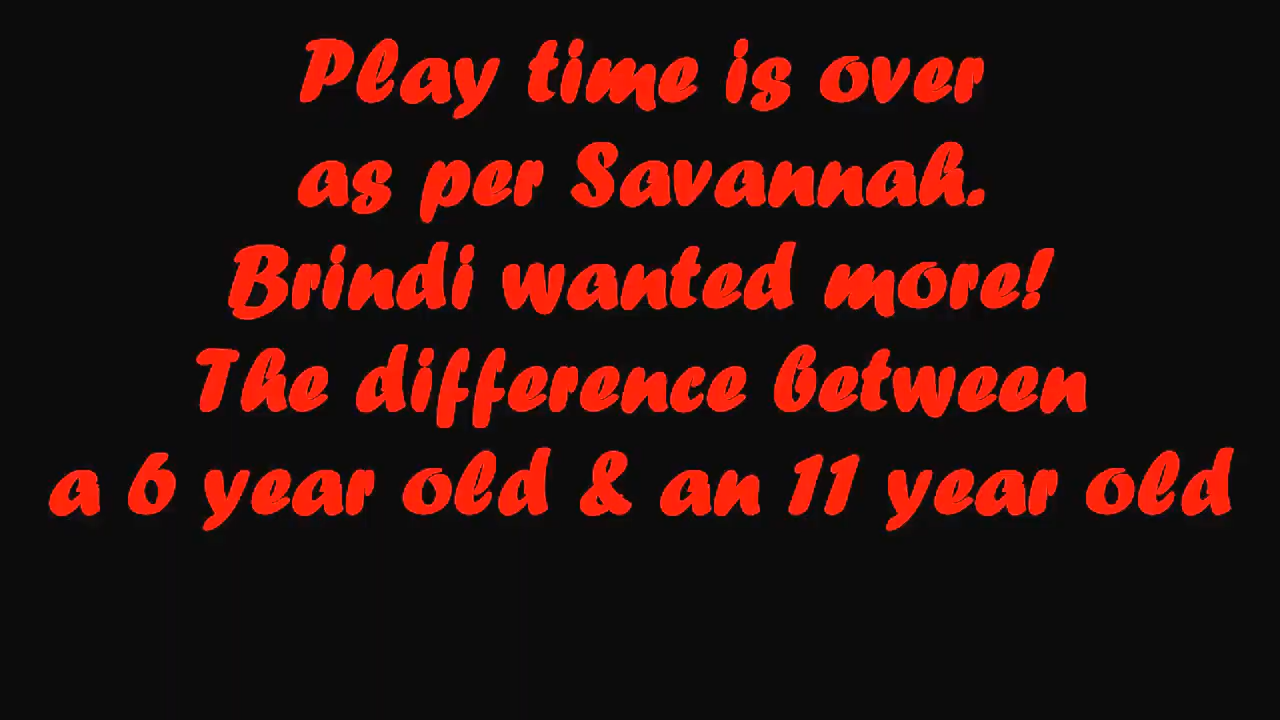 Play time is over
as per Savannah.
Brindi wanted more!
The difference between
a 6 year old & an 11 year old